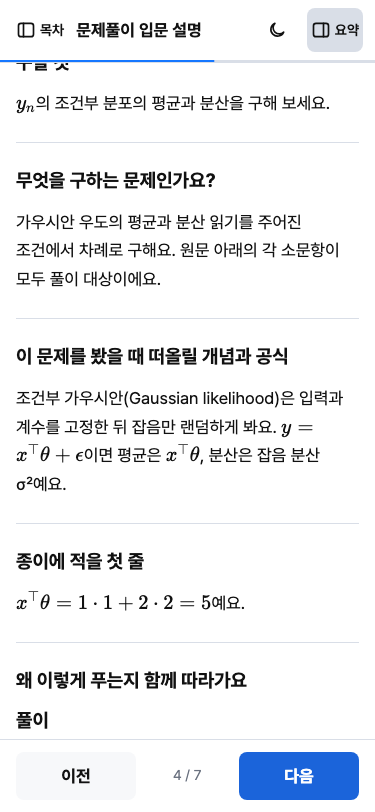 목차 문제풀이 입문 설명 요약
yₙ의 조건부 분포의 평균과 분산을 구해 보세요.
무엇을 구하는 문제인가요?
가우시안 우도의 평균과 분산 읽기를 주어진
조건에서 차례로 구해요. 원문 아래의 각 소문항이
모두 풀이 대상이에요.
이 문제를 봤을 때 떠올릴 개념과 공식
조건부 가우시안(Gaussian likelihood)은 입력과
계수를 고정한 뒤 잡음만 랜덤하게 봐요. y =
x⊤θ + ϵ이면 평균은 x⊤θ, 분산은 잡음 분산
σ²예요.
종이에 적을 첫 줄
x⊤θ = 1 · 1 + 2 · 2 = 5예요.
왜 이렇게 푸는지 함께 따라가요
풀이
이전 4 / 7 다음